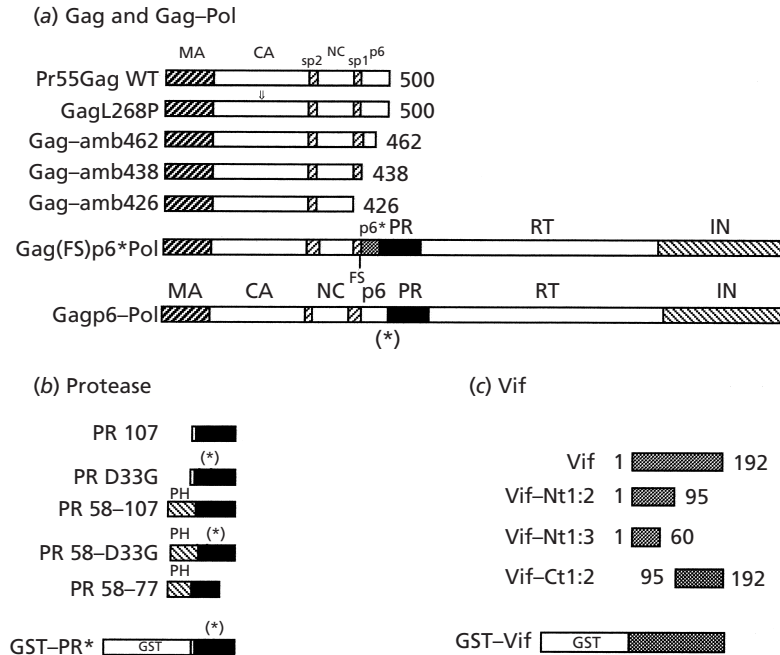 (a) Gag and Gag–Pol
MA CA sp2 NC sp1 p6
Pr55Gag WT 500
⇓
GagL268P 500
Gag–amb462 462
Gag–amb438 438
Gag–amb426 426
p6* PR RT IN
Gag(FS)p6*Pol
FS
MA CA NC p6 PR RT IN
Gagp6–Pol
(*)
(b) Protease
PR 107
(*)
PR D33G
PH
PR 58–107
PH (*)
PR 58–D33G
PH
PR 58–77
(*)
GST–PR* GST
(c) Vif
Vif 1 192
Vif–Nt1:2 1 95
Vif–Nt1:3 1 60
Vif–Ct1:2 95 192
GST–Vif GST